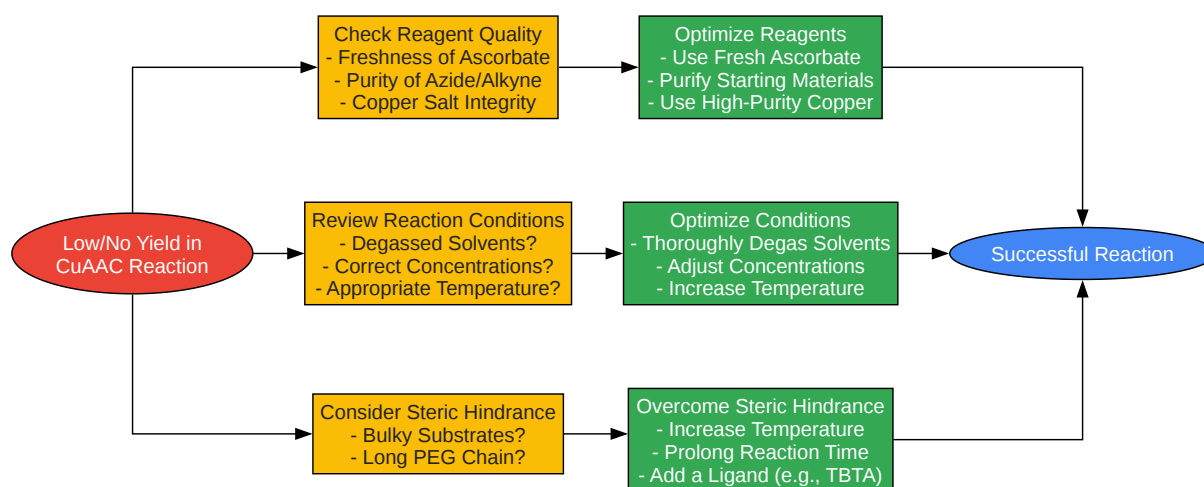 Check Reagent Quality
- Freshness of Ascorbate
- Purity of Azide/Alkyne
- Copper Salt Integrity
Optimize Reagents
- Use Fresh Ascorbate
- Purify Starting Materials
- Use High-Purity Copper
Low/No Yield in
CuAAC Reaction
Review Reaction Conditions
- Degassed Solvents?
- Correct Concentrations?
- Appropriate Temperature?
Optimize Conditions
- Thoroughly Degas Solvents
- Adjust Concentrations
- Increase Temperature
Successful Reaction
Consider Steric Hindrance
- Bulky Substrates?
- Long PEG Chain?
Overcome Steric Hindrance
- Increase Temperature
- Prolong Reaction Time
- Add a Ligand (e.g., TBTA)